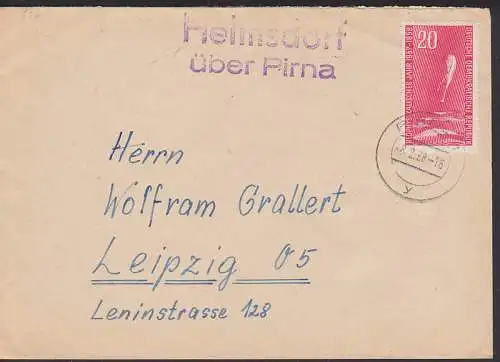 Helmsdorf
über Pirna
20
DEUTSCHE DEMOKRATISCHE REPUBLIK
Herrn
Wolfram Grallert
Leipzig O5
Leninstrasse 128